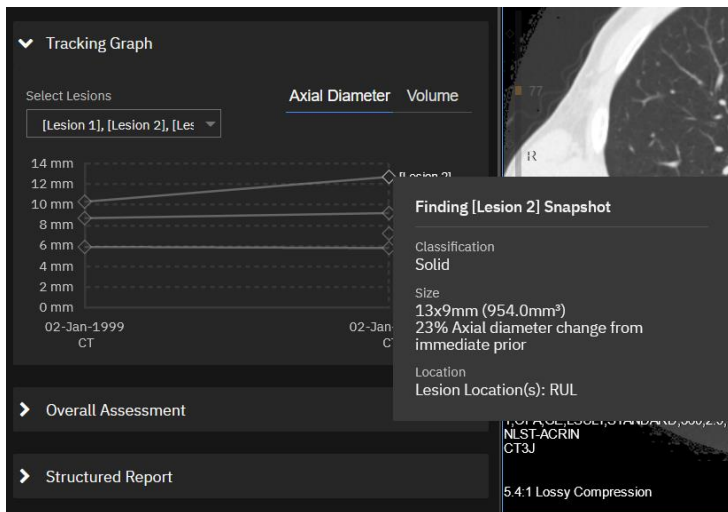 Tracking Graph
Select Lesions
Axial Diameter Volume
[Lesion 1], [Lesion 2], [Les
14 mm
12 mm
10 mm
8 mm
6 mm
4 mm
2 mm
0 mm
02-Jan-1999
CT
02-Jan-
Finding [Lesion 2] Snapshot
Classification
Solid
Size
13x9mm (954.0mm³)
23% Axial diameter change from
immediate prior
Location
Lesion Location(s): RUL
Overall Assessment
Structured Report
77
R
NLST-ACRIN
CT3J
5.4:1 Lossy Compression